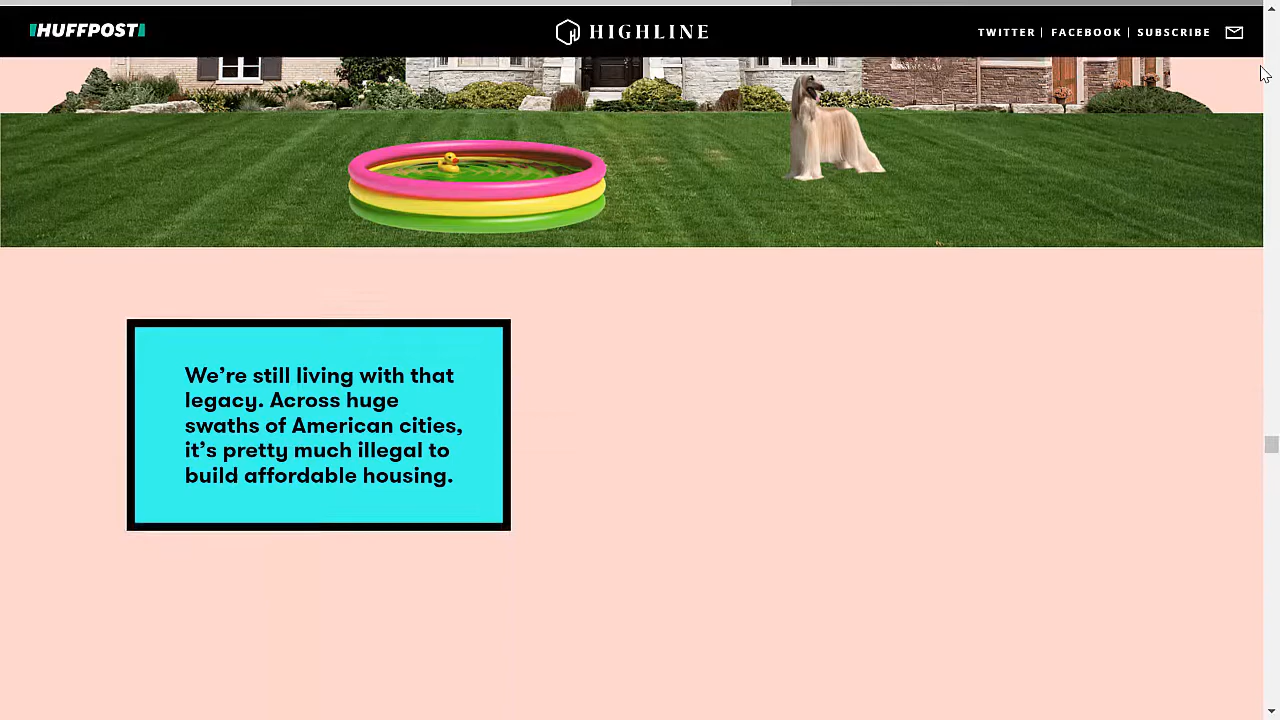 HUFFPOST
HIGHLINE
TWITTER | FACEBOOK | SUBSCRIBE
We're still living with that
legacy. Across huge
swaths of American cities,
it's pretty much illegal to
build affordable housing.